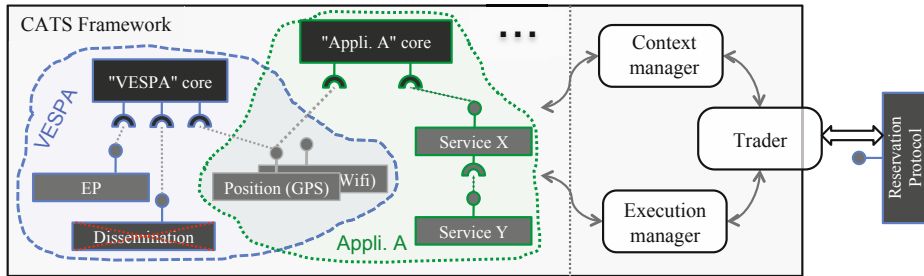 CATS Framework
"VESPA" core
"Appli. A" core
...
Context
manager
VESPA
Service X
Trader
Reservation
Protocol
EP
Position (GPS)
Wifi)
Dissemination
Appli. A
Service Y
Execution
manager